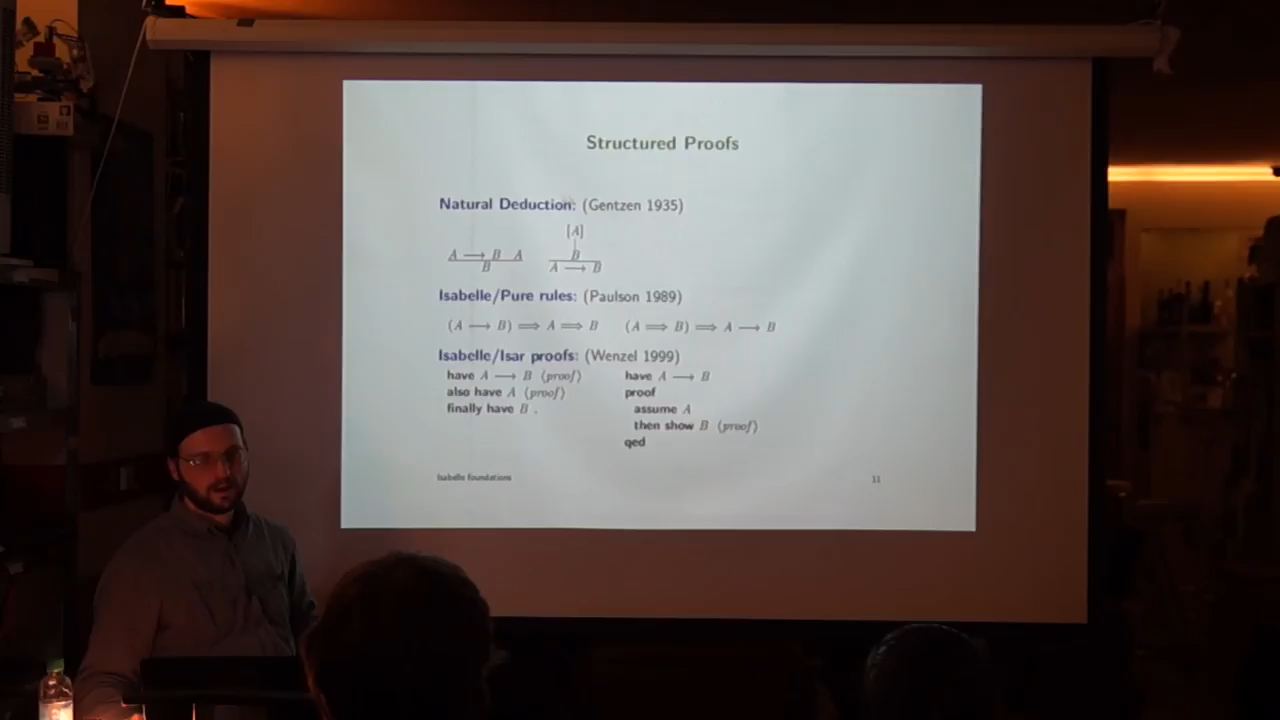 Structured Proofs
Natural Deduction: (Gentzen 1935)
[A]
A ⟶ B A B
B A ⟶ B
Isabelle/Pure rules: (Paulson 1989)
(A ⟶ B) ⟹ A ⟹ B (A ⟹ B) ⟹ A ⟶ B
Isabelle/Isar proofs: (Wenzel 1999)
have A ⟶ B ⟨proof⟩ have A ⟶ B
also have A ⟨proof⟩ proof
finally have B . assume A
then show B ⟨proof⟩
qed
Isabelle foundations 11